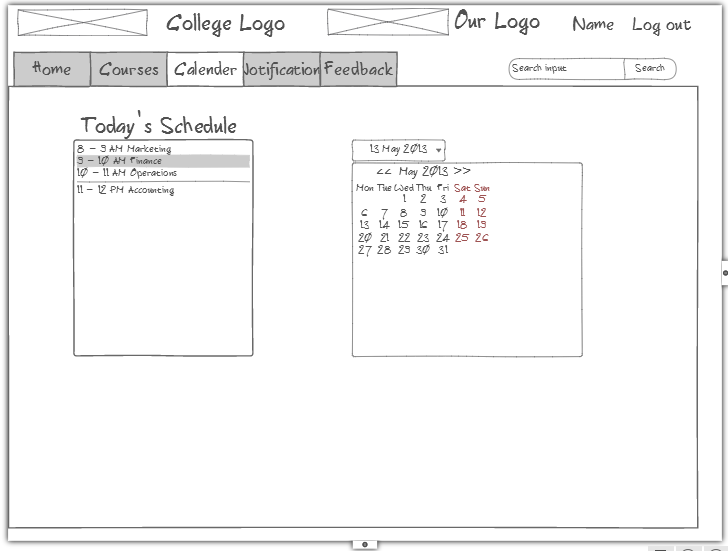 College Logo Our Logo Name Log out
Home Courses Calender Notification Feedback Search input Search
Today's Schedule
8 - 9 AM Marketing
9 - 10 AM Finance
10 - 11 AM Operations
11 - 12 PM Accounting
13 May 2013
<< May 2013 >>
Mon Tue Wed Thu Fri Sat Sun
1 2 3 4 5
6 7 8 9 10 11 12
13 14 15 16 17 18 19
20 21 22 23 24 25 26
27 28 29 30 31